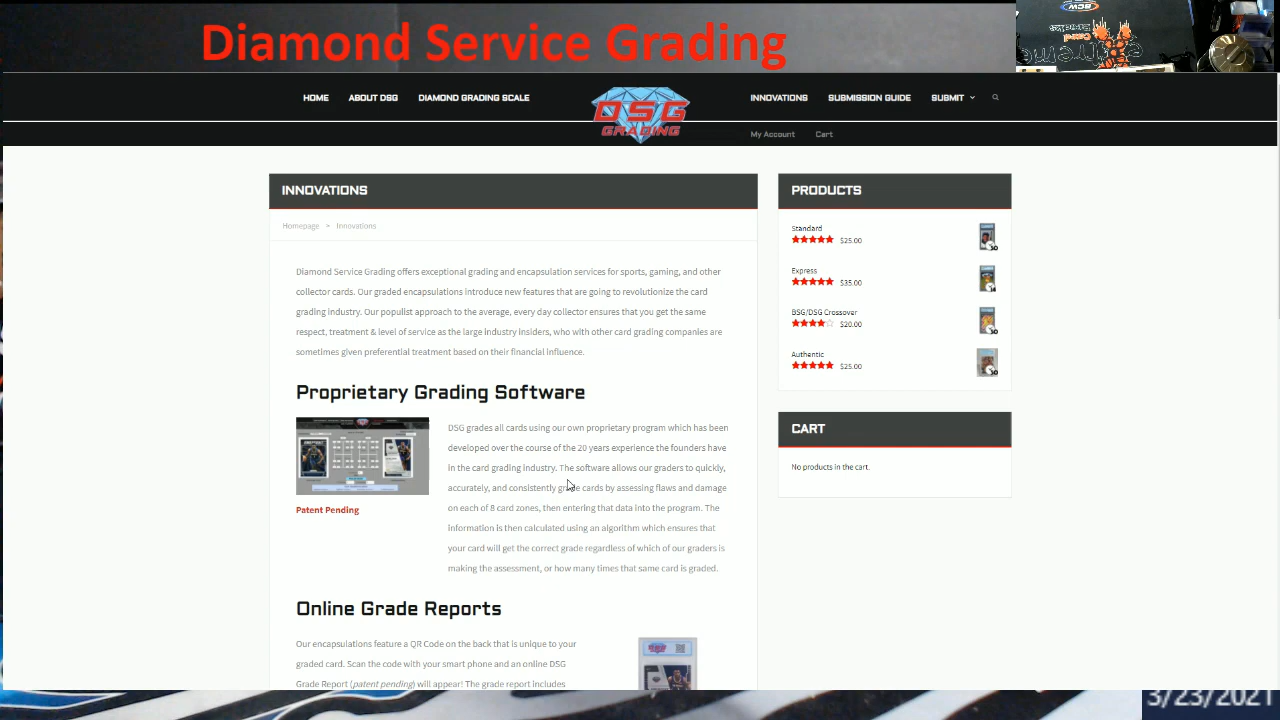 Diamond Service Grading
BCW
HOME ABOUT DSG DIAMOND GRADING SCALE
DSG
GRADING
INNOVATIONS SUBMISSION GUIDE SUBMIT
My Account Cart
INNOVATIONS
Homepage > Innovations
Diamond Service Grading offers exceptional grading and encapsulation services for sports, gaming, and other
collector cards. Our graded encapsulations introduce new features that are going to revolutionize the card
grading industry. Our populist approach to the average, every day collector ensures that you get the same
respect, treatment & level of service as the large industry insiders, who with other card grading companies are
sometimes given preferential treatment based on their financial influence.
Proprietary Grading Software
Patent Pending
DSG grades all cards using our own proprietary program which has been
developed over the course of the 20 years experience the founders have
in the card grading industry. The software allows our graders to quickly,
accurately, and consistently grade cards by assessing flaws and damage
on each of 8 card zones, then entering that data into the program. The
information is then calculated using an algorithm which ensures that
your card will get the correct grade regardless of which of our graders is
making the assessment, or how many times that same card is graded.
Online Grade Reports
Our encapsulations feature a QR Code on the back that is unique to your
graded card. Scan the code with your smart phone and an online DSG
Grade Report (patent pending) will appear! The grade report includes
PRODUCTS
Standard
$25.00
Express
$35.00
BSG/DSG Crossover
$20.00
Authentic
$25.00
CART
No products in the cart.
3/23/2021